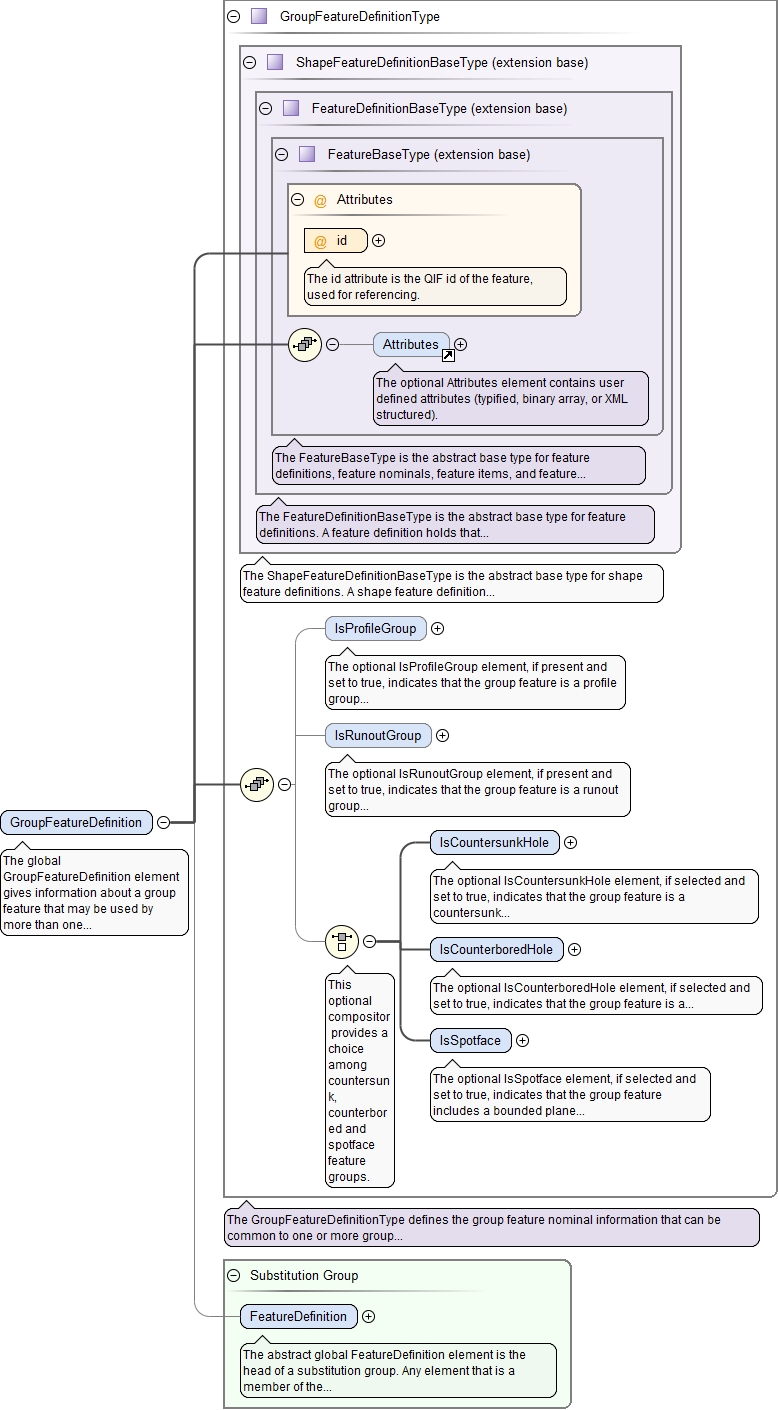 GroupFeatureDefinitionType
ShapeFeatureDefinitionBaseType (extension base)
FeatureDefinitionBaseType (extension base)
FeatureBaseType (extension base)
@ Attributes
@ id
The id attribute is the QIF id of the feature,
used for referencing.
Attributes
The optional Attributes element contains user
defined attributes (typified, binary array, or XML
structured).
The FeatureBaseType is the abstract base type for feature
definitions, feature nominals, feature items, and feature...
The FeatureDefinitionBaseType is the abstract base type for feature
definitions. A feature definition holds that...
The ShapeFeatureDefinitionBaseType is the abstract base type for shape
feature definitions. A shape feature definition...
IsProfileGroup
The optional IsProfileGroup element, if present and
set to true, indicates that the group feature is a profile
group...
IsRunoutGroup
The optional IsRunoutGroup element, if present and
set to true, indicates that the group feature is a runout
group...
GroupFeatureDefinition
The global
GroupFeatureDefinition element
gives information about a group
feature that may be used by
more than one...
IsCountersunkHole
The optional IsCountersunkHole element, if selected and
set to true, indicates that the group feature is a
countersunk...
IsCounterboredHole
The optional IsCounterboredHole element, if selected and
set to true, indicates that the group feature is a...
IsSpotface
The optional IsSpotface element, if selected and
set to true, indicates that the group feature
includes a bounded plane...
This
optional
compositor
provides a
choice
among
countersun
k,
counterbor
ed and
spotface
feature
groups.
The GroupFeatureDefinitionType defines the group feature nominal information that can be
common to one or more group...
Substitution Group
FeatureDefinition
The abstract global FeatureDefinition element is the
head of a substitution group. Any element that is a
member of the...